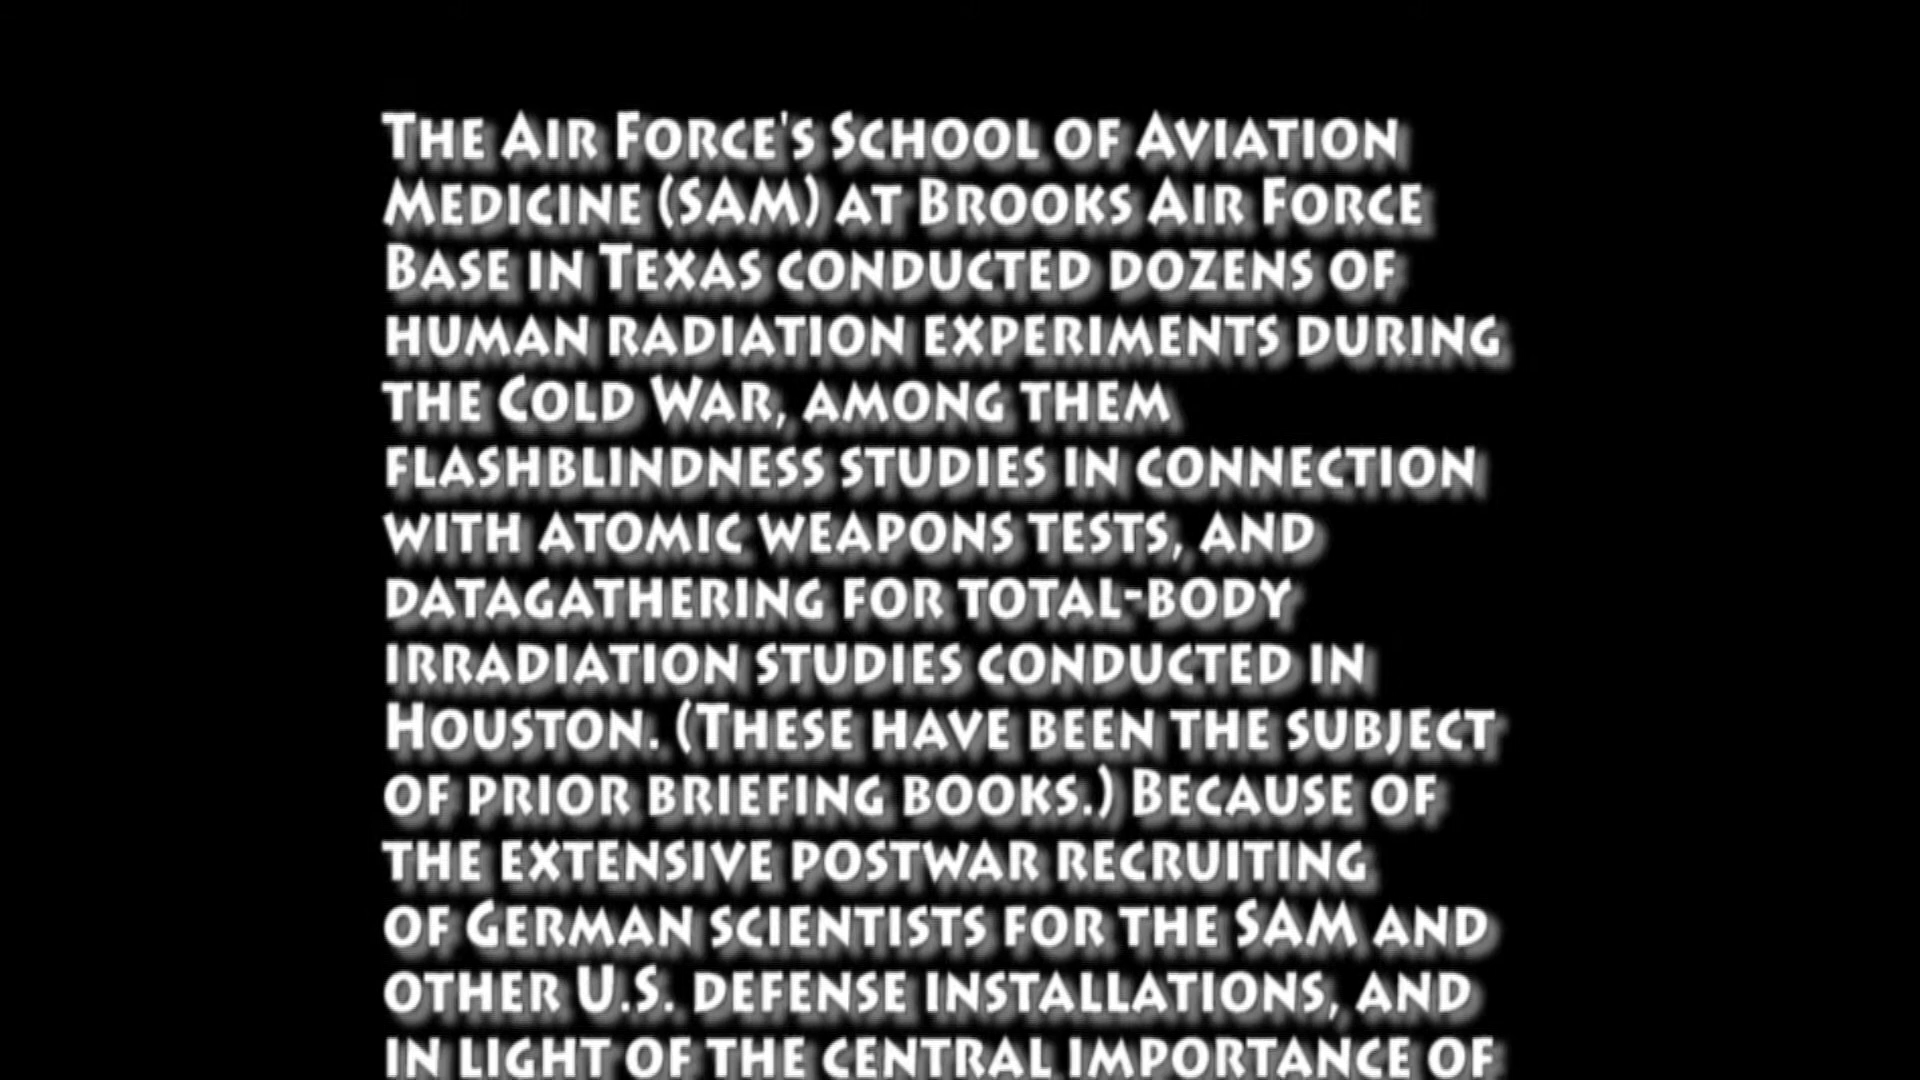 The Air Force's School of Aviation
Medicine (SAM) at Brooks Air Force
Base in Texas conducted dozens of
human radiation experiments during
the Cold War, among them
flashblindness studies in connection
with atomic weapons tests, and
datagathering for total-body
irradiation studies conducted in
Houston. (These have been the subject
of prior briefing books.) Because of
the extensive postwar recruiting
of German scientists for the SAM and
other U.S. defense installations, and
in light of the central importance of